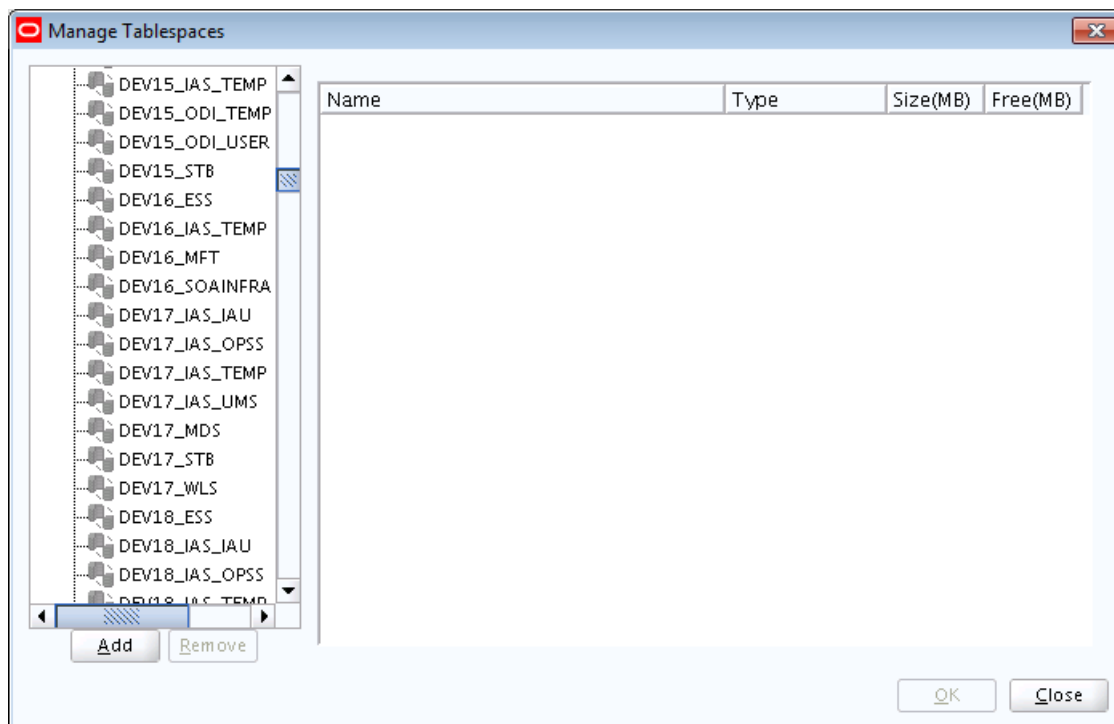 Manage Tablespaces
DEV15_IAS_TEMP
DEV15_ODI_TEMP
DEV15_ODI_USER
DEV15_STB
DEV16_ESS
DEV16_IAS_TEMP
DEV16_MFT
DEV16_SOAINFRA
DEV17_IAS_IAU
DEV17_IAS_OPSS
DEV17_IAS_TEMP
DEV17_IAS_UMS
DEV17_MDS
DEV17_STB
DEV17_WLS
DEV18_ESS
DEV18_IAS_IAU
DEV18_IAS_OPSS
DEV18_IAS_TEMP
Add Remove
Name Type Size(MB) Free(MB)
OK Close